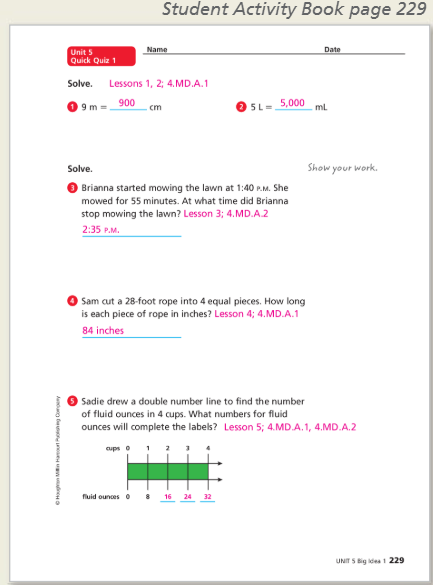 Student Activity Book page 229
Unit 5
Quick Quiz 1
Name Date
Solve. Lessons 1, 2; 4.MD.A.1
1 9 m = 900 cm 2 5 L = 5,000 mL
Solve. Show your work.
3 Brianna started mowing the lawn at 1:40 P.M. She
mowed for 55 minutes. At what time did Brianna
stop mowing the lawn? Lesson 3; 4.MD.A.2
2:35 P.M.
4 Sam cut a 28-foot rope into 4 equal pieces. How long
is each piece of rope in inches? Lesson 4; 4.MD.A.1
84 inches
5 Sadie drew a double number line to find the number
of fluid ounces in 4 cups. What numbers for fluid
ounces will complete the labels? Lesson 5; 4.MD.A.1, 4.MD.A.2
cups 0 1 2 3 4
fluid ounces 0 8 16 24 32
© Houghton Mifflin Harcourt Publishing Company
UNIT 5 Big Idea 1 229